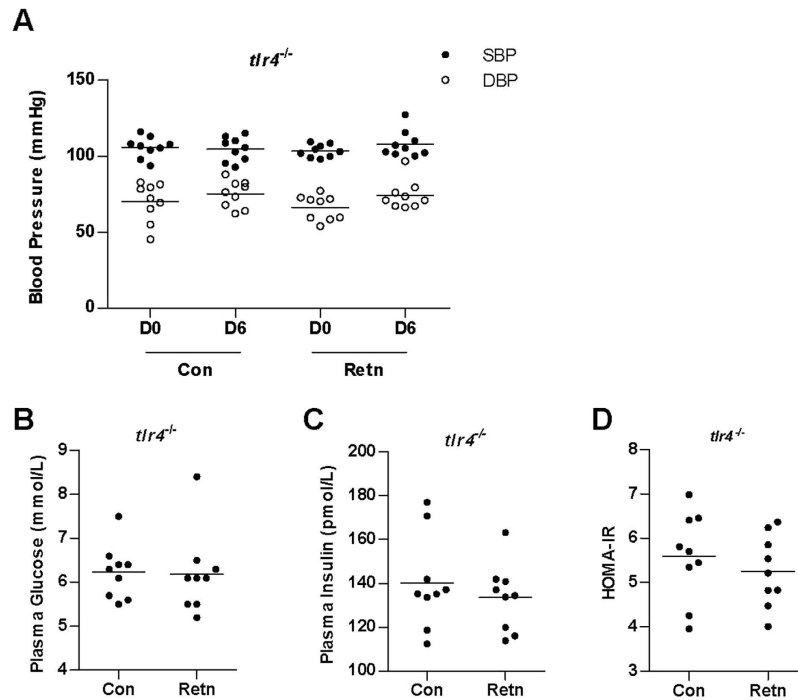 A
tlr4-/-
SBP
DBP
Blood Pressure (mmHg)
150
100
50
0
D0 D6 D0 D6
Con Retn
B
tlr4-/-
Plasma Glucose (mmol/L)
9
8
7
6
5
4
Con Retn
C
tlr4-/-
Plasma Insulin (pmol/L)
200
180
160
140
120
100
Con Retn
D
tlr4-/-
HOMA-IR
8
7
6
5
4
3
Con Retn